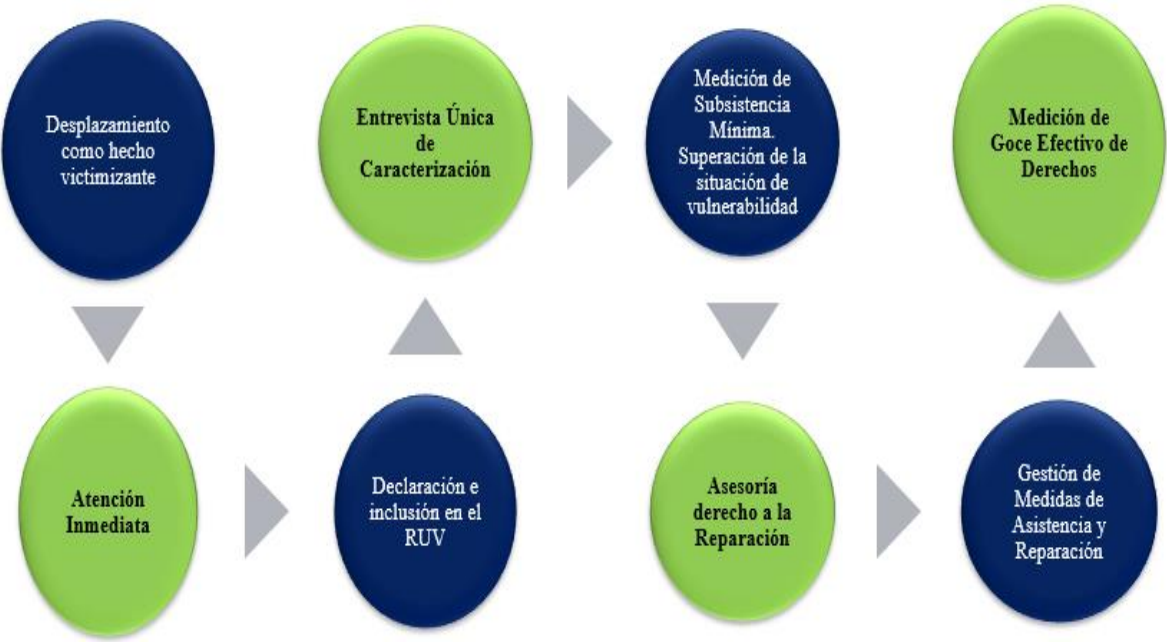 Desplazamiento
como hecho
victimizante
Atención
Inmediata
Declaración e
inclusión en el
RUV
Entrevista Única
de
Caracterización
Medición de
Subsistencia
Mínima.
Superación de la
situación de
vulnerabilidad
Asesoría
derecho a la
Reparación
Gestión de
Medidas de
Asistencia y
Reparación
Medición de
Goce Efectivo de
Derechos